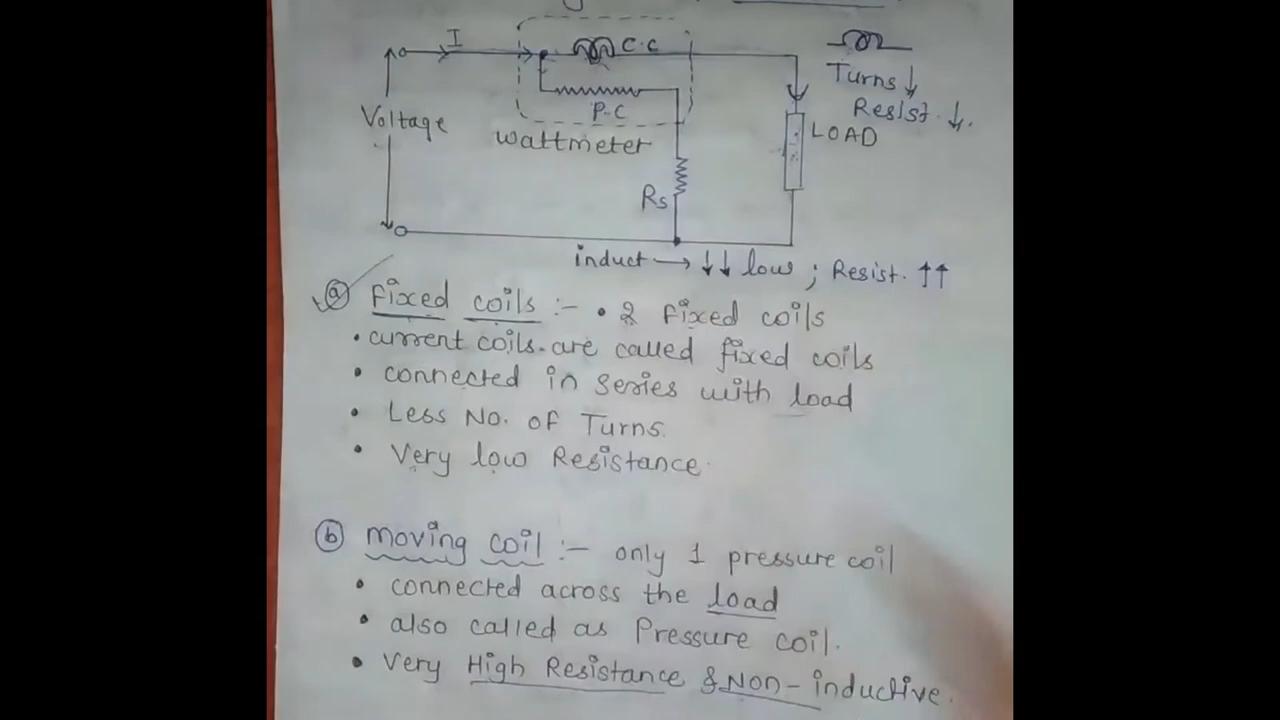 I
C.C
Turns ↓
Resist. ↓.
P-C
Voltage
wattmeter
LOAD
Rs
induct → ↓↓ low ; Resist. ↑↑
(a) fixed coils :- • 2 fixed coils
• current coils are called fixed coils
• connected in series with load
• Less No. of Turns.
• Very low Resistance.
(b) moving coil :- only 1 pressure coil
• connected across the load
• also called as Pressure coil.
• Very High Resistance & Non-inductive.